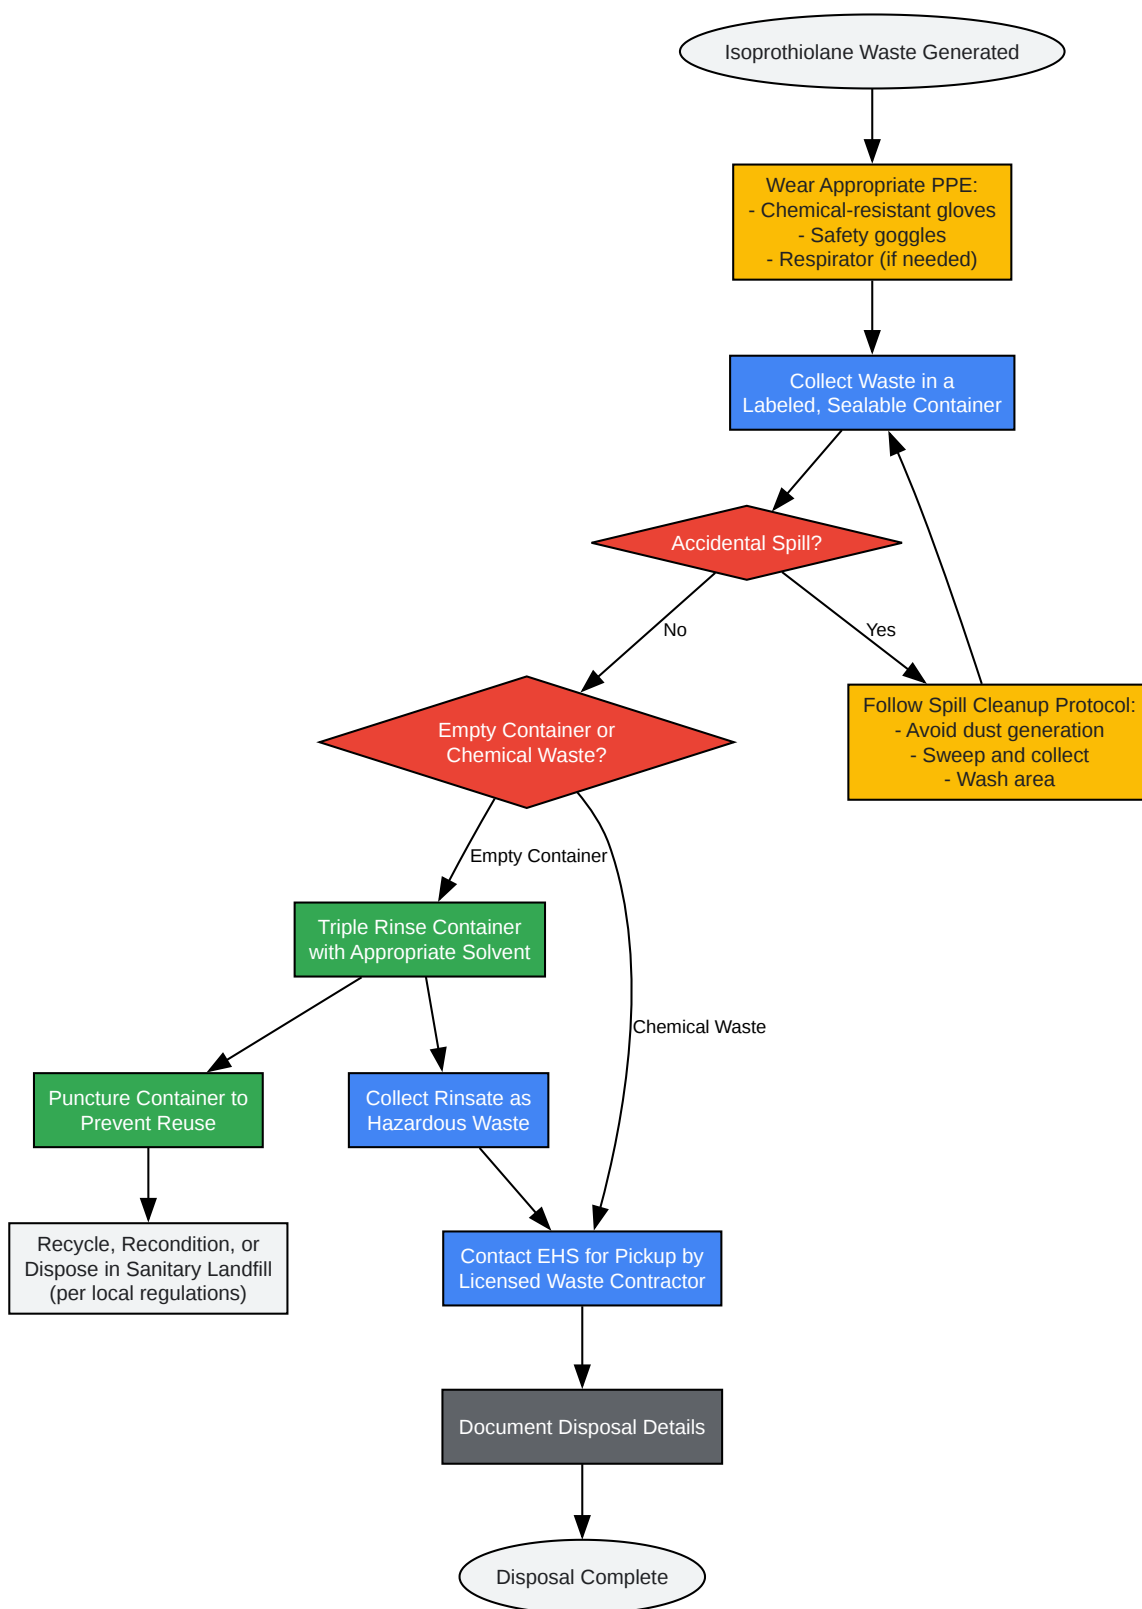 Isoprothiolane Waste Generated
Wear Appropriate PPE:
- Chemical-resistant gloves
- Safety goggles
- Respirator (if needed)
Collect Waste in a
Labeled, Sealable Container
Accidental Spill?
No
Yes
Follow Spill Cleanup Protocol:
- Avoid dust generation
- Sweep and collect
- Wash area
Empty Container or
Chemical Waste?
Empty Container
Triple Rinse Container
with Appropriate Solvent
Chemical Waste
Puncture Container to
Prevent Reuse
Collect Rinsate as
Hazardous Waste
Recycle, Recondition, or
Dispose in Sanitary Landfill
(per local regulations)
Contact EHS for Pickup by
Licensed Waste Contractor
Document Disposal Details
Disposal Complete